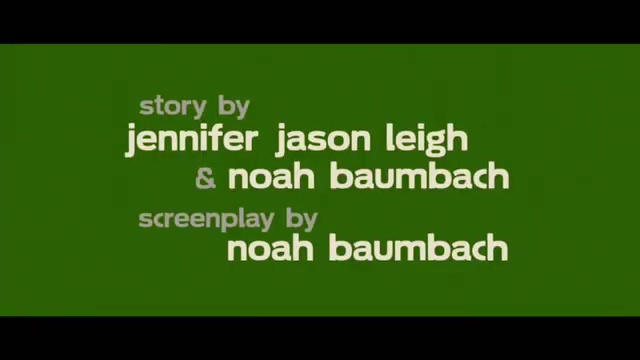 story by
jennifer jason leigh
& noah baumbach
screenplay by
noah baumbach